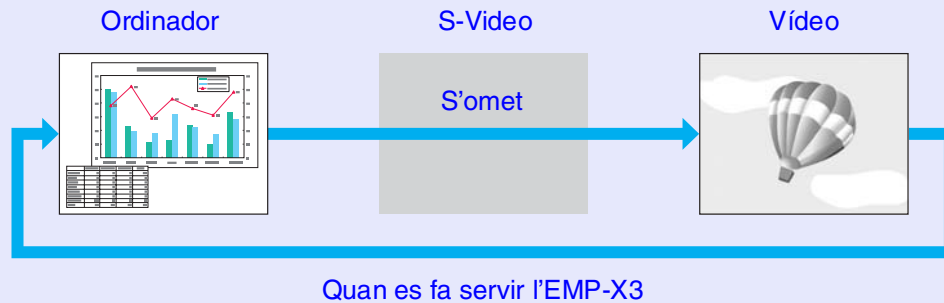 Ordinador
S-Video
Vídeo
S'omet
Quan es fa servir l'EMP-X3